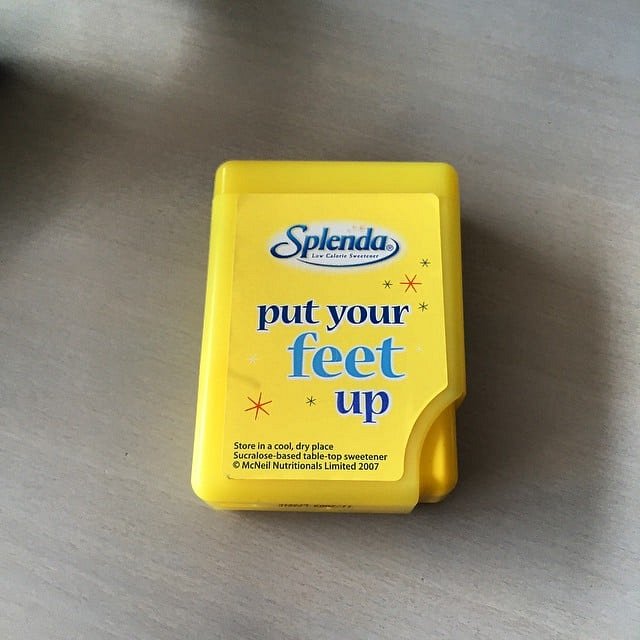 Splenda®
Low Calorie Sweetener
put your
feet
up
Store in a cool, dry place
Sucralose-based table-top sweetener
© McNeil Nutritionals Limited 2007